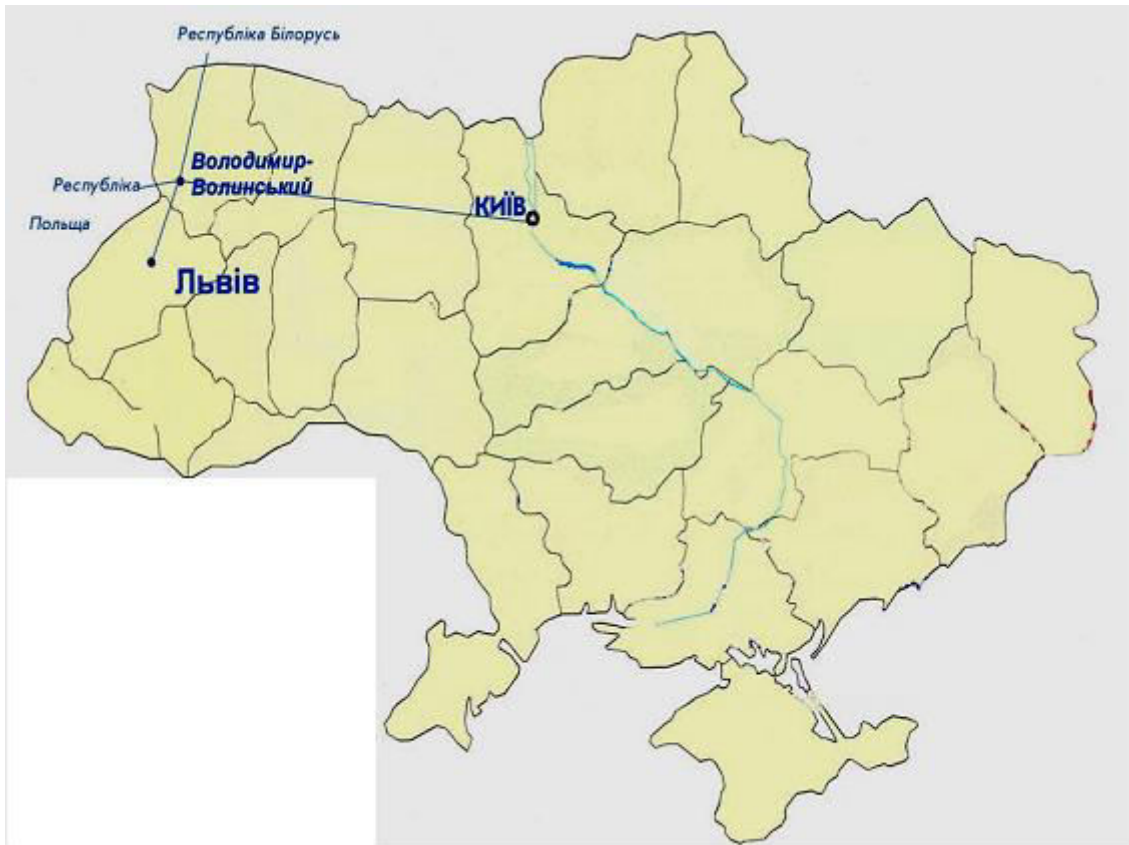 Республіка Білорусь
Володимир-
Волинський
Республіка
Польща
КИЇВ
Львів